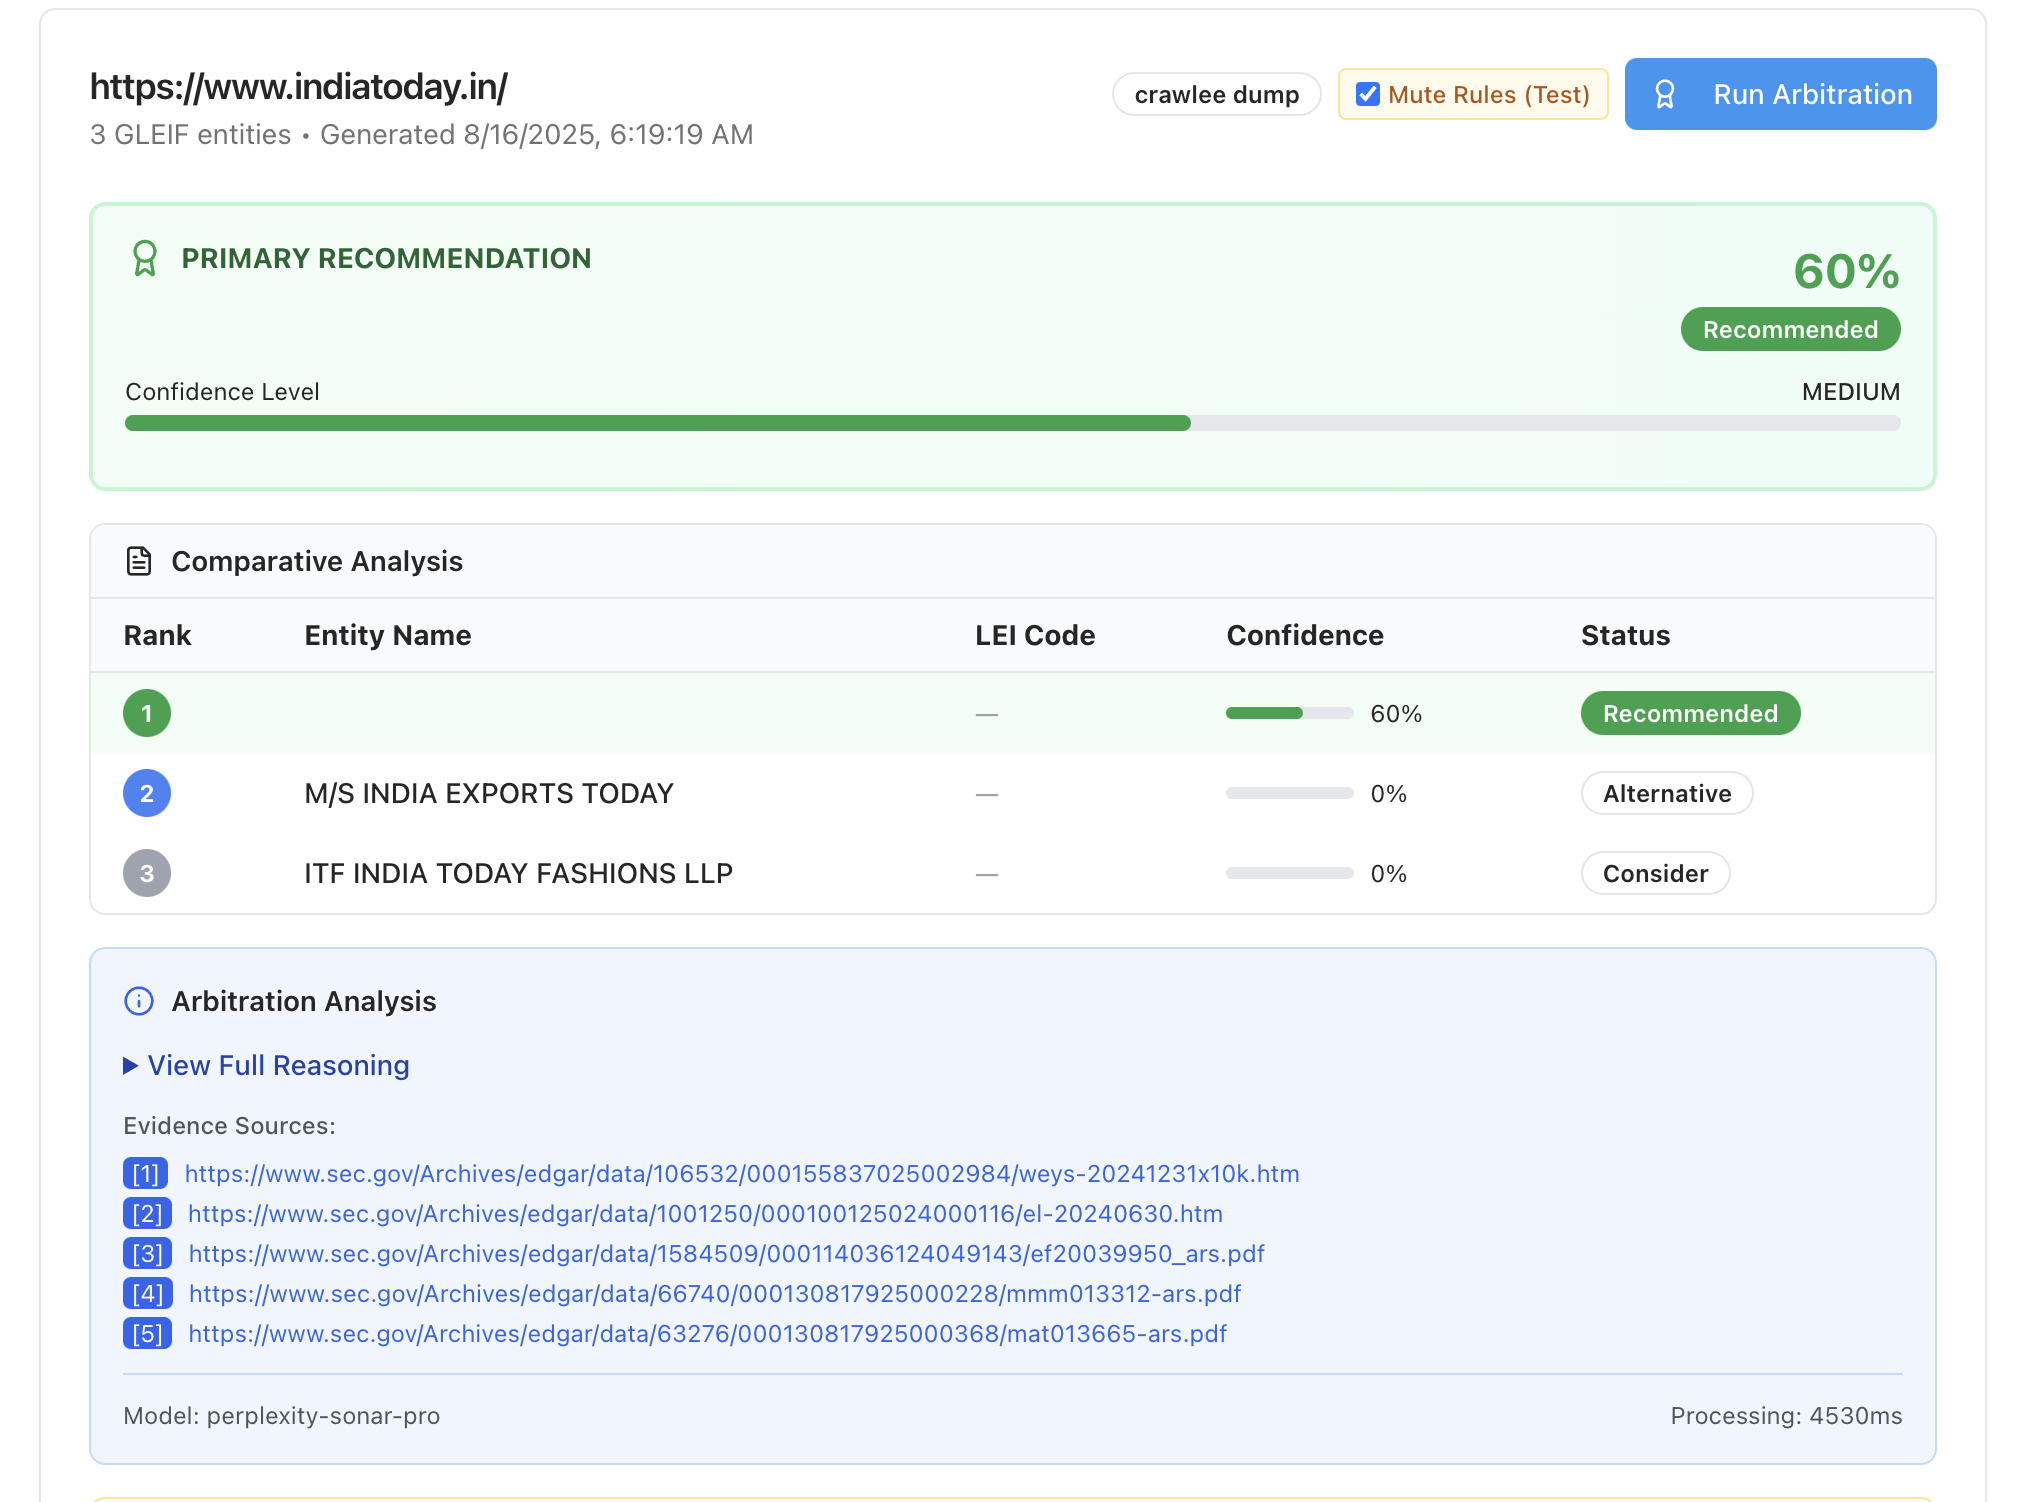 https://www.indiatoday.in/
3 GLEIF entities • Generated 8/16/2025, 6:19:19 AM
crawlee dump
Mute Rules (Test)
Run Arbitration
PRIMARY RECOMMENDATION
60%
Recommended
Confidence Level
MEDIUM
Comparative Analysis
Rank Entity Name LEI Code Confidence Status
1 — 60% Recommended
2 M/S INDIA EXPORTS TODAY — 0% Alternative
3 ITF INDIA TODAY FASHIONS LLP — 0% Consider
Arbitration Analysis
View Full Reasoning
Evidence Sources:
[1] https://www.sec.gov/Archives/edgar/data/106532/000155837025002984/weys-20241231x10k.htm
[2] https://www.sec.gov/Archives/edgar/data/1001250/000100125024000116/el-20240630.htm
[3] https://www.sec.gov/Archives/edgar/data/1584509/000114036124049143/ef20039950_ars.pdf
[4] https://www.sec.gov/Archives/edgar/data/66740/000130817925000228/mmm013312-ars.pdf
[5] https://www.sec.gov/Archives/edgar/data/63276/000130817925000368/mat013665-ars.pdf
Model: perplexity-sonar-pro
Processing: 4530ms